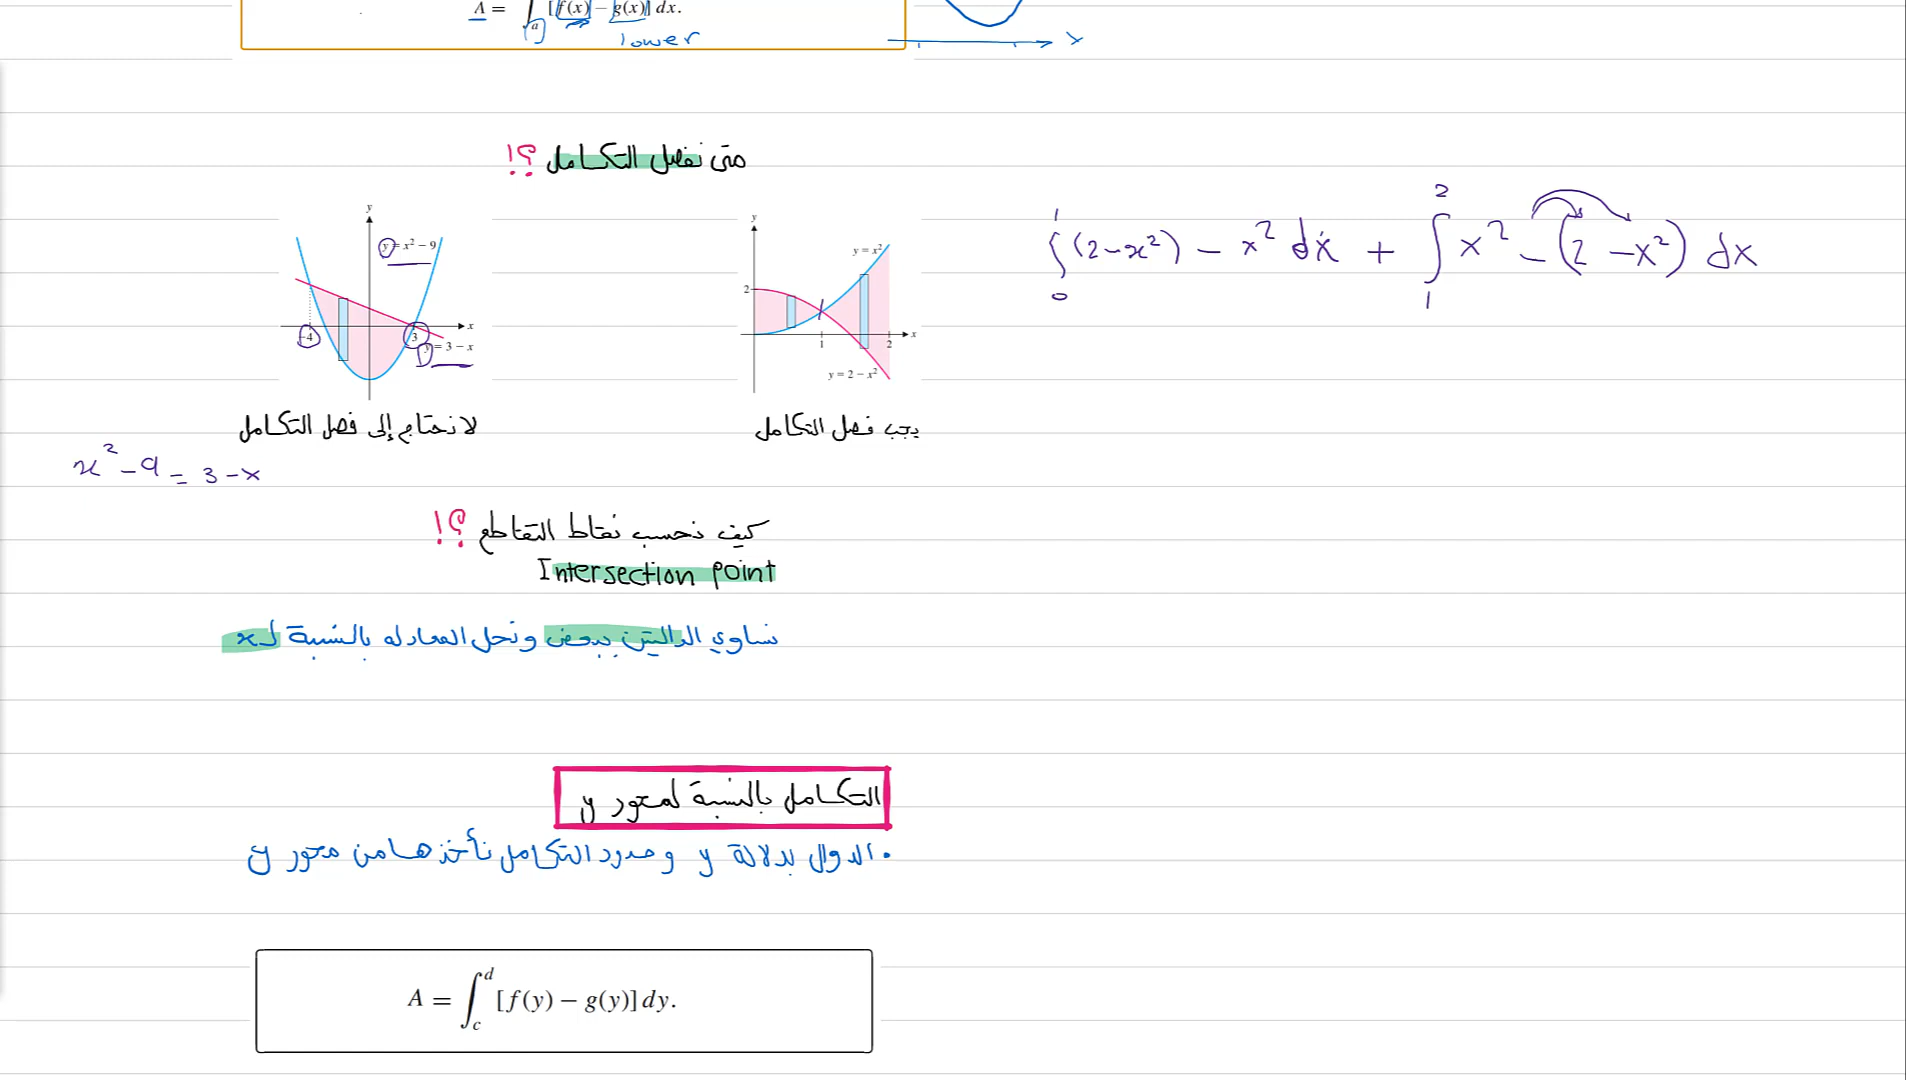 A = ∫ₐ [f(x) − g(x)] dx.
lower
x
متى نفصل التكامل ؟!
y
y = x² − 9
x
−4
3
y = 3 − x
لا نحتاج إلى فصل التكامل
y
y = x²
2
x
1
2
y = 2 − x²
يجب فصل التكامل
∫₀¹ (2−x²) − x² dx + ∫₁² x² − (2 − x²) dx
x² − 9 = 3 − x
كيف نحسب نقاط التقاطع ؟!
Intersection point
نساوي الدالتين ببعض ونحل المعادله بالنسبة لـ x
التكامل بالنسبة لمحور y
• الدوال بدلالة y وحدود التكامل نأخذها من محور y
A = ∫_c^d [f(y) − g(y)] dy.